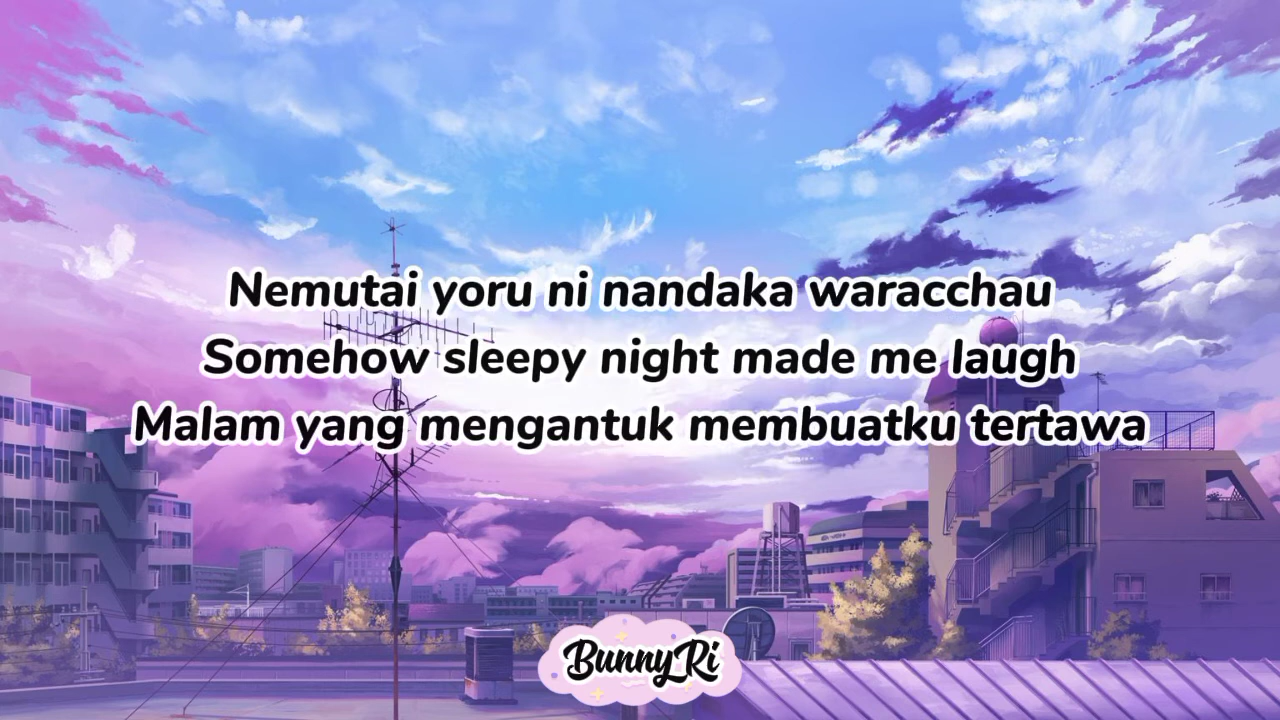 Nemutai yoru ni nandaka waracchau
Somehow sleepy night made me laugh
Malam yang mengantuk membuatku tertawa
BunnyRi